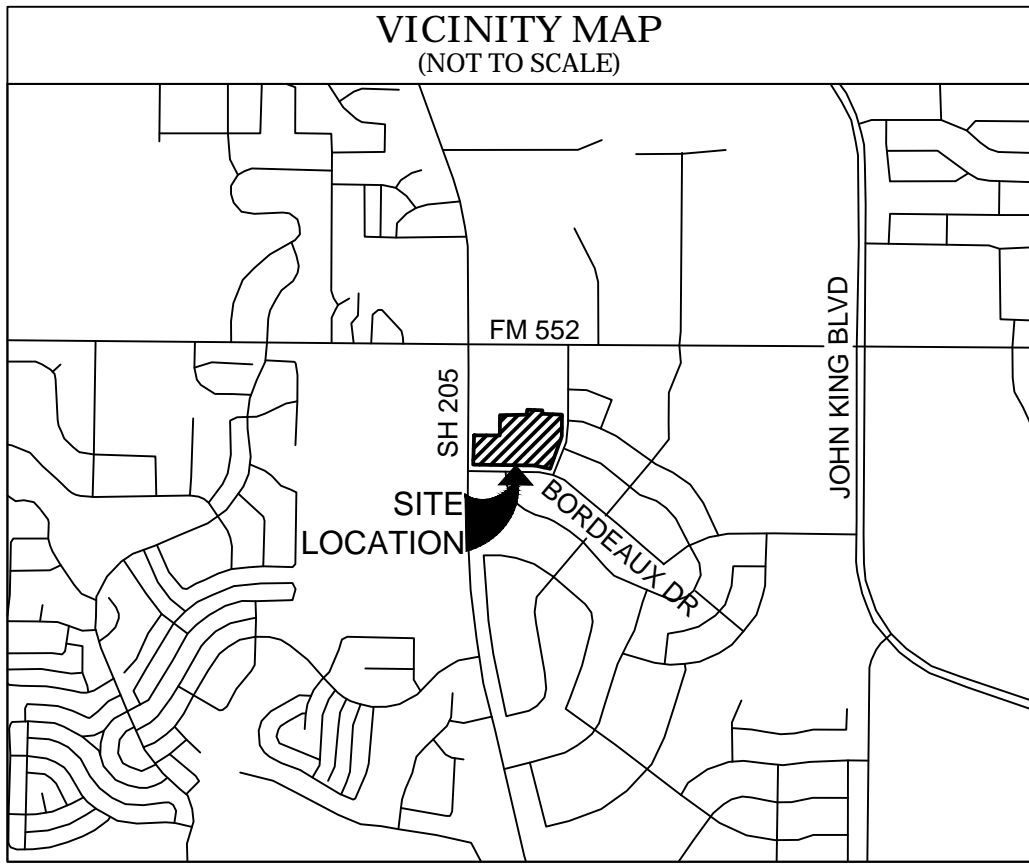 VICINITY MAP
(NOT TO SCALE)
FM 552
SH 205
JOHN KING BLVD
SITE
LOCATION
BORDEAUX DR